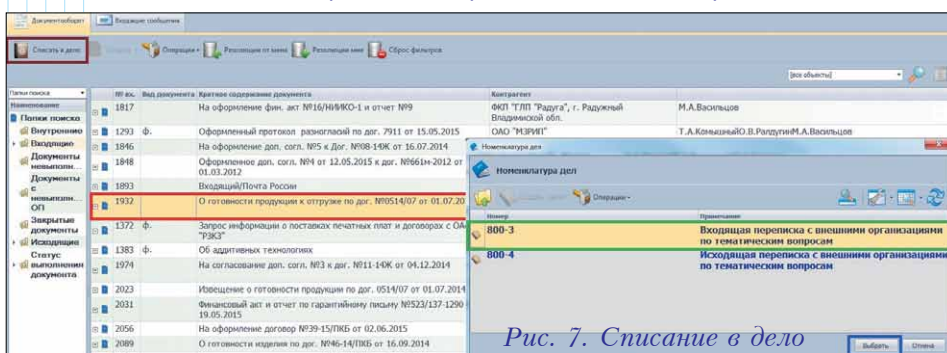 Документооборот Входящие сообщения
Списать в дело Операции Резолюции от меня Резолюции мне Сброс фильтров
[все объекты]
Папки поиска
Наименование
Папки поиска
Внутренние
Входящие
Документы
невыполн...
Документы
с
невыполн...
ОП
Закрытые
документы
Исходящие
Статус
выполнения
документа
№ вх. Вид документа Краткое содержание документа Контрагент
1817 На оформление фин. акт №16/НИИКО-1 и отчет №9 ФКП "ГЛП "Радуга", г. Радужный Владимиской обл. М.А.Васильцов
1293 ф. Оформленный протокол разногласий по дог. 7911 от 15.05.2015 ОАО "МЗРИП" Т.А.КонышныйО.В.РалдугинМ.А.Васильцов
1846 На оформление доп. согл. №5 к Дог. №08-14Ж от 16.07.2014
1848 Оформленное доп. согл. №4 от 12.05.2015 к дог. №661н-2012 от
01.03.2012
1893 Входящий/Почта России
1932 О готовности продукции к отгрузке по дог. №0514/07 от 01.07.20
1372 ф. Запрос информации о поставках печатных плат и договорах с ОА
"РЗКЗ"
1383 ф. Об аддитивных технологиях
1974 На согласование доп. согл. №3 к дог. №11-14Ж от 04.12.2014
2023 Извещение о готовности продукции по дог. 0514/07 от 01.07.2014
2031 Финансовый акт и отчет по гарантийному письму №523/137-1290
19.05.2015
2056 На оформление договор №39-15/ПКБ от 02.06.2015
2089 О готовности изделия по дог. №46-14/ПКБ от 16.09.2014
Номенклатура дел
Номенклатура дел
Операции
Номер Примечание
800-3 Входящая переписка с внешними организациями
по тематическим вопросам
800-4 Исходящая переписка с внешними организациями
по тематическим вопросам
Выбрать Отмена
Рис. 7. Списание в дело